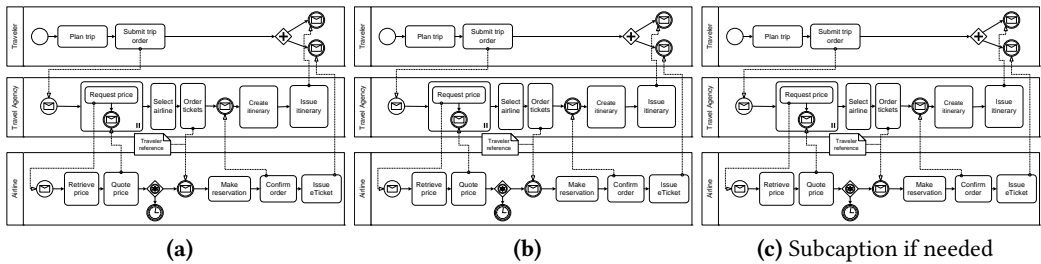 Traveler
Plan trip
Submit trip
order
Travel Agency
Request price
Select
airline
Order
tickets
Create
itinerary
Issue
itinerary
Traveler
reference
Airline
Retrieve
price
Quote
price
Make
reservation
Confirm
order
Issue
eTicket
(a)
Traveler
Plan trip
Submit trip
order
Travel Agency
Request price
Select
airline
Order
tickets
Create
itinerary
Issue
itinerary
Traveler
reference
Airline
Retrieve
price
Quote
price
Make
reservation
Confirm
order
Issue
eTicket
(b)
Traveler
Plan trip
Submit trip
order
Travel Agency
Request price
Select
airline
Order
tickets
Create
itinerary
Issue
itinerary
Traveler
reference
Airline
Retrieve
price
Quote
price
Make
reservation
Confirm
order
Issue
eTicket
(c) Subcaption if needed